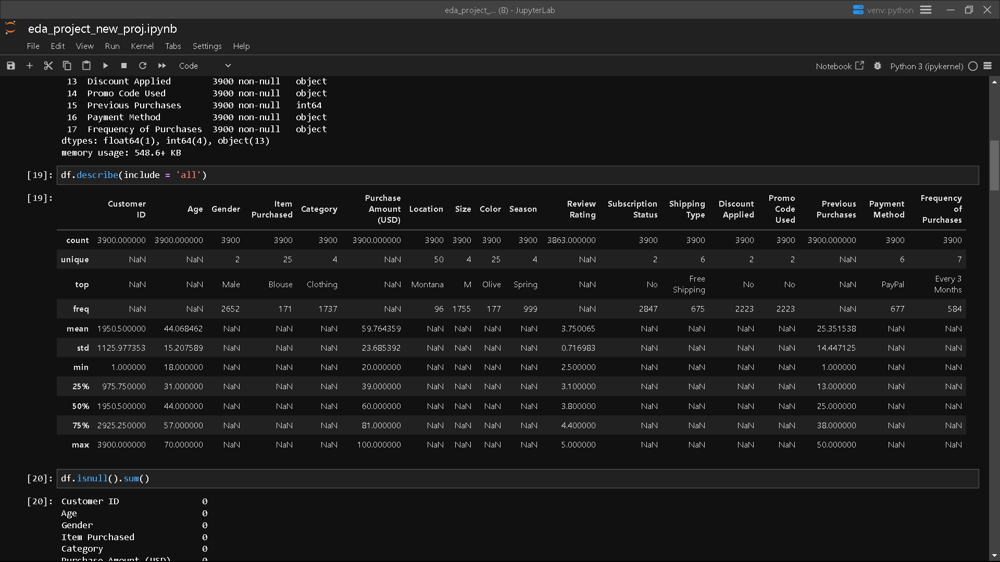 eda_project_... (8) - JupyterLab
venv: python
eda_project_new_proj.ipynb
File Edit View Run Kernel Tabs Settings Help
Code
Notebook Python 3 (ipykernel)
13 Discount Applied 3900 non-null object
14 Promo Code Used 3900 non-null object
15 Previous Purchases 3900 non-null int64
16 Payment Method 3900 non-null object
17 Frequency of Purchases 3900 non-null object
dtypes: float64(1), int64(4), object(13)
memory usage: 548.6+ KB
[19]: df.describe(include = 'all')
[19]: Customer ID Age Gender Item Purchased Category Purchase Amount (USD) Location Size Color Season Review Rating Subscription Status Shipping Type Discount Applied Promo Code Used Previous Purchases Payment Method Frequency of Purchases
count 3900.000000 3900.000000 3900 3900 3900 3900.000000 3900 3900 3900 3900 3863.000000 3900 3900 3900 3900 3900.000000 3900 3900
unique NaN NaN 2 25 4 NaN 50 4 25 4 NaN 2 6 2 2 NaN 6 7
top NaN NaN Male Blouse Clothing NaN Montana M Olive Spring NaN No Free Shipping No No NaN PayPal Every 3 Months
freq NaN NaN 2652 171 1737 NaN 96 1755 177 999 NaN 2847 675 2223 2223 NaN 677 584
mean 1950.500000 44.068462 NaN NaN NaN 59.764359 NaN NaN NaN NaN 3.750065 NaN NaN NaN NaN 25.351538 NaN NaN
std 1125.977353 15.207589 NaN NaN NaN 23.685392 NaN NaN NaN NaN 0.716983 NaN NaN NaN NaN 14.447125 NaN NaN
min 1.000000 18.000000 NaN NaN NaN 20.000000 NaN NaN NaN NaN 2.500000 NaN NaN NaN NaN 1.000000 NaN NaN
25% 975.750000 31.000000 NaN NaN NaN 39.000000 NaN NaN NaN NaN 3.100000 NaN NaN NaN NaN 13.000000 NaN NaN
50% 1950.500000 44.000000 NaN NaN NaN 60.000000 NaN NaN NaN NaN 3.800000 NaN NaN NaN NaN 25.000000 NaN NaN
75% 2925.250000 57.000000 NaN NaN NaN 81.000000 NaN NaN NaN NaN 4.400000 NaN NaN NaN NaN 38.000000 NaN NaN
max 3900.000000 70.000000 NaN NaN NaN 100.000000 NaN NaN NaN NaN 5.000000 NaN NaN NaN NaN 50.000000 NaN NaN
[20]: df.isnull().sum()
[20]: Customer ID 0
Age 0
Gender 0
Item Purchased 0
Category 0
Purchase Amount (USD) 0